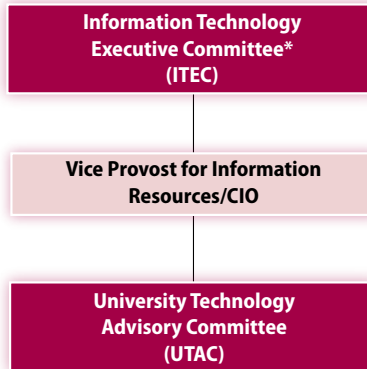 Information Technology
Executive Committee*
(ITEC)
Vice Provost for Information
Resources/CIO
University Technology
Advisory Committee
(UTAC)